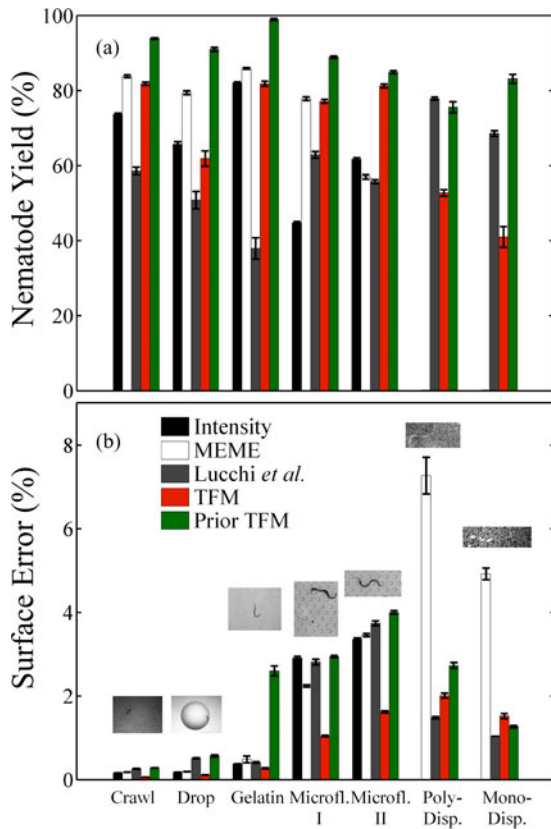 100
(a)
80
60
40
20
0
Nematode Yield (%)
(b)
8
6
4
2
0
Surface Error (%)
Intensity
MEME
Lucchi et al.
TFM
Prior TFM
Crawl
Drop
Gelatin
Microfl.
I
Microfl.
II
Poly-
Disp.
Mono-
Disp.